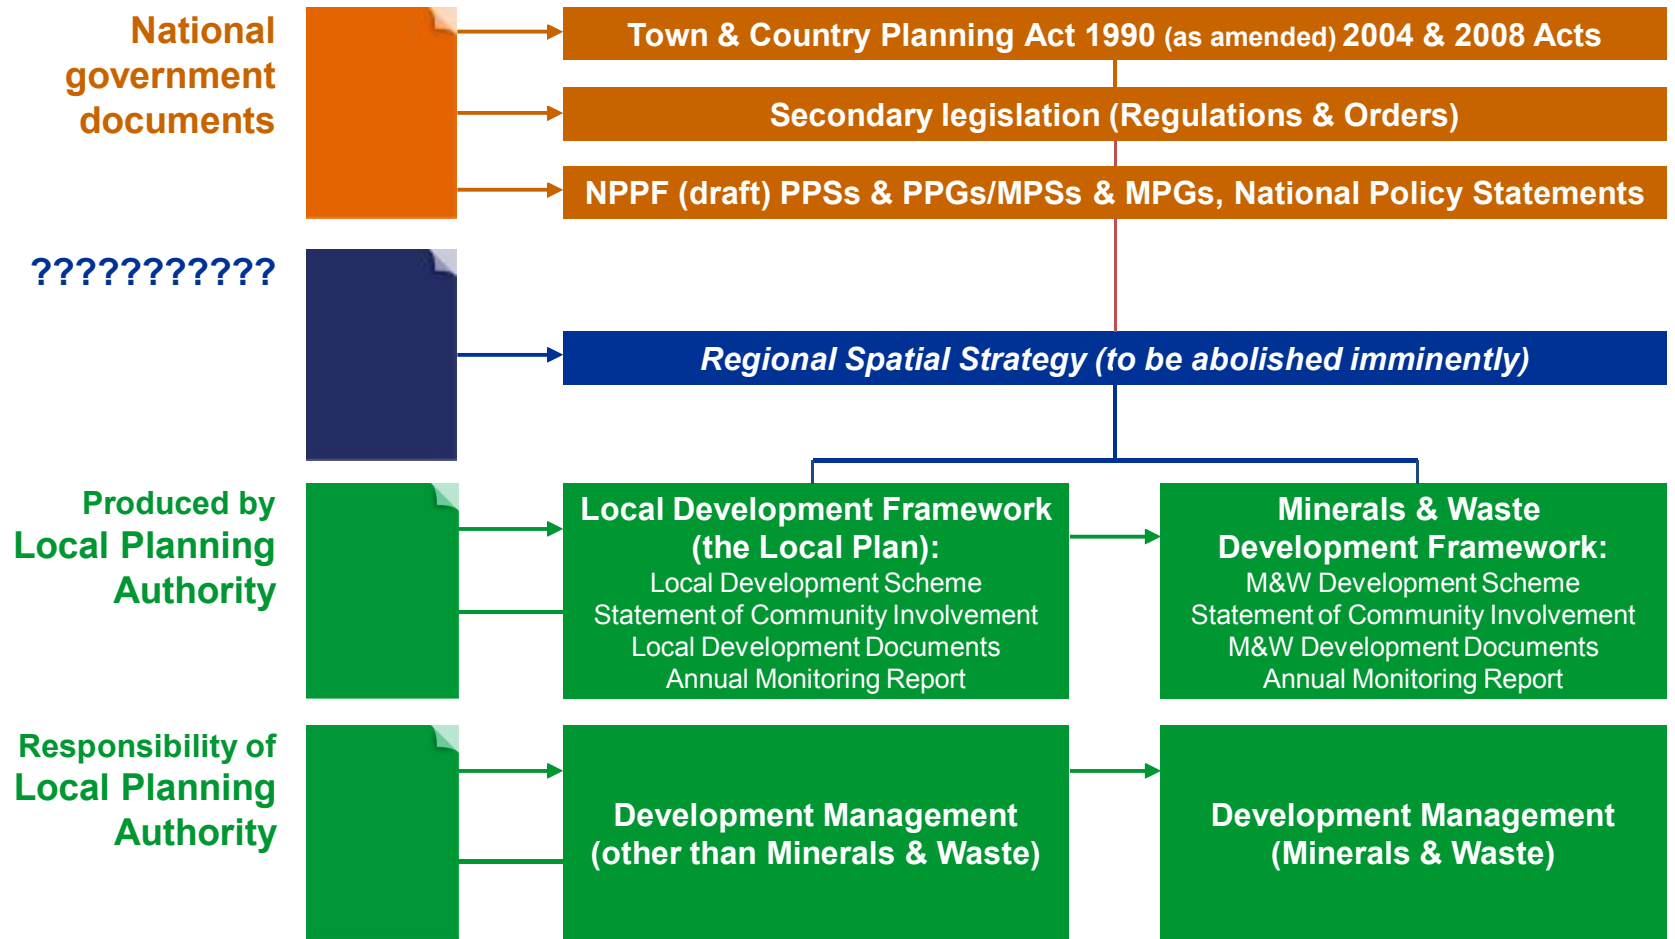 National
government
documents
Town & Country Planning Act 1990 (as amended) 2004 & 2008 Acts
Secondary legislation (Regulations & Orders)
NPPF (draft) PPSs & PPGs/MPSs & MPGs, National Policy Statements
???????????
Regional Spatial Strategy (to be abolished imminently)
Produced by
Local Planning
Authority
Local Development Framework
(the Local Plan):
Local Development Scheme
Statement of Community Involvement
Local Development Documents
Annual Monitoring Report
Minerals & Waste
Development Framework:
M&W Development Scheme
Statement of Community Involvement
M&W Development Documents
Annual Monitoring Report
Responsibility of
Local Planning
Authority
Development Management
(other than Minerals & Waste)
Development Management
(Minerals & Waste)